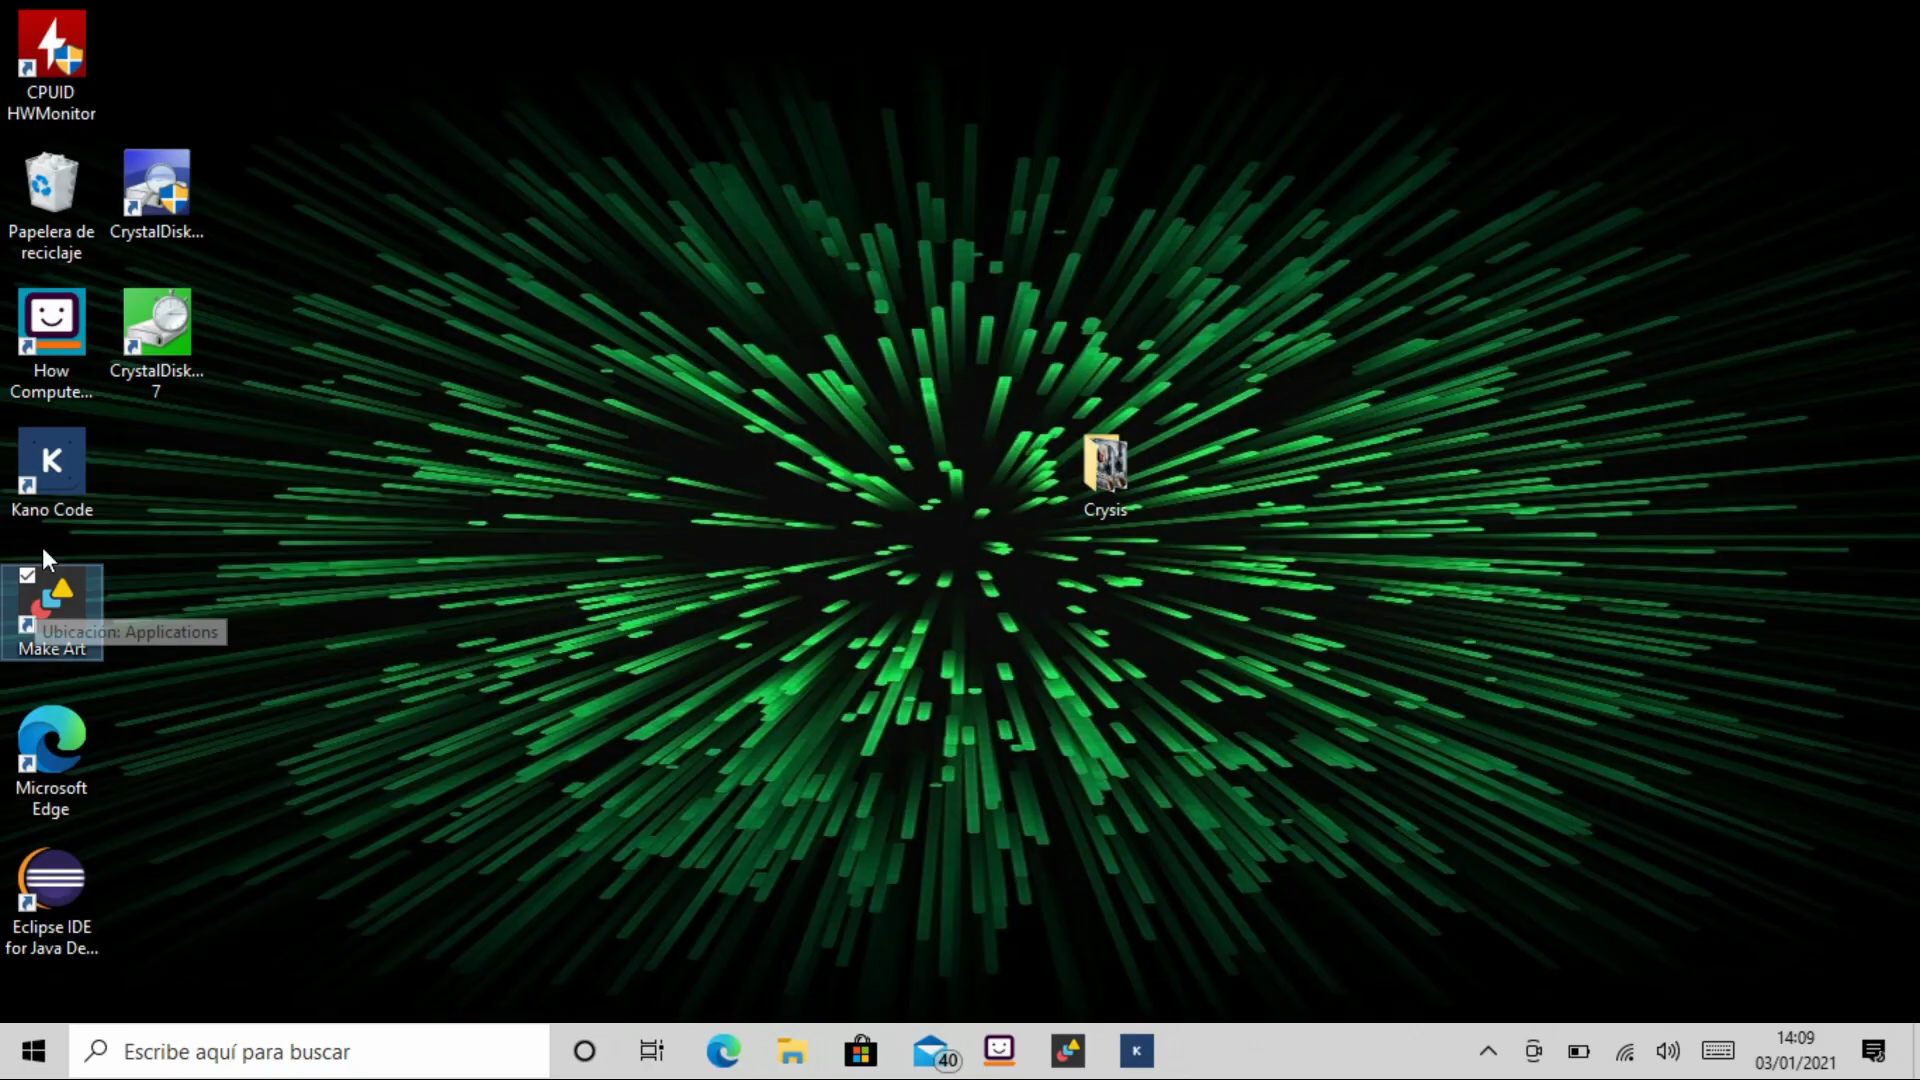 CPUID
HWMonitor
Papelera de
reciclaje
CrystalDisk...
How
Compute...
CrystalDisk...
7
K
Kano Code
Crysis
Ubicación: Applications
Make Art
Microsoft
Edge
Eclipse IDE
for Java De...
Escribe aquí para buscar
40
K
14:09
03/01/2021